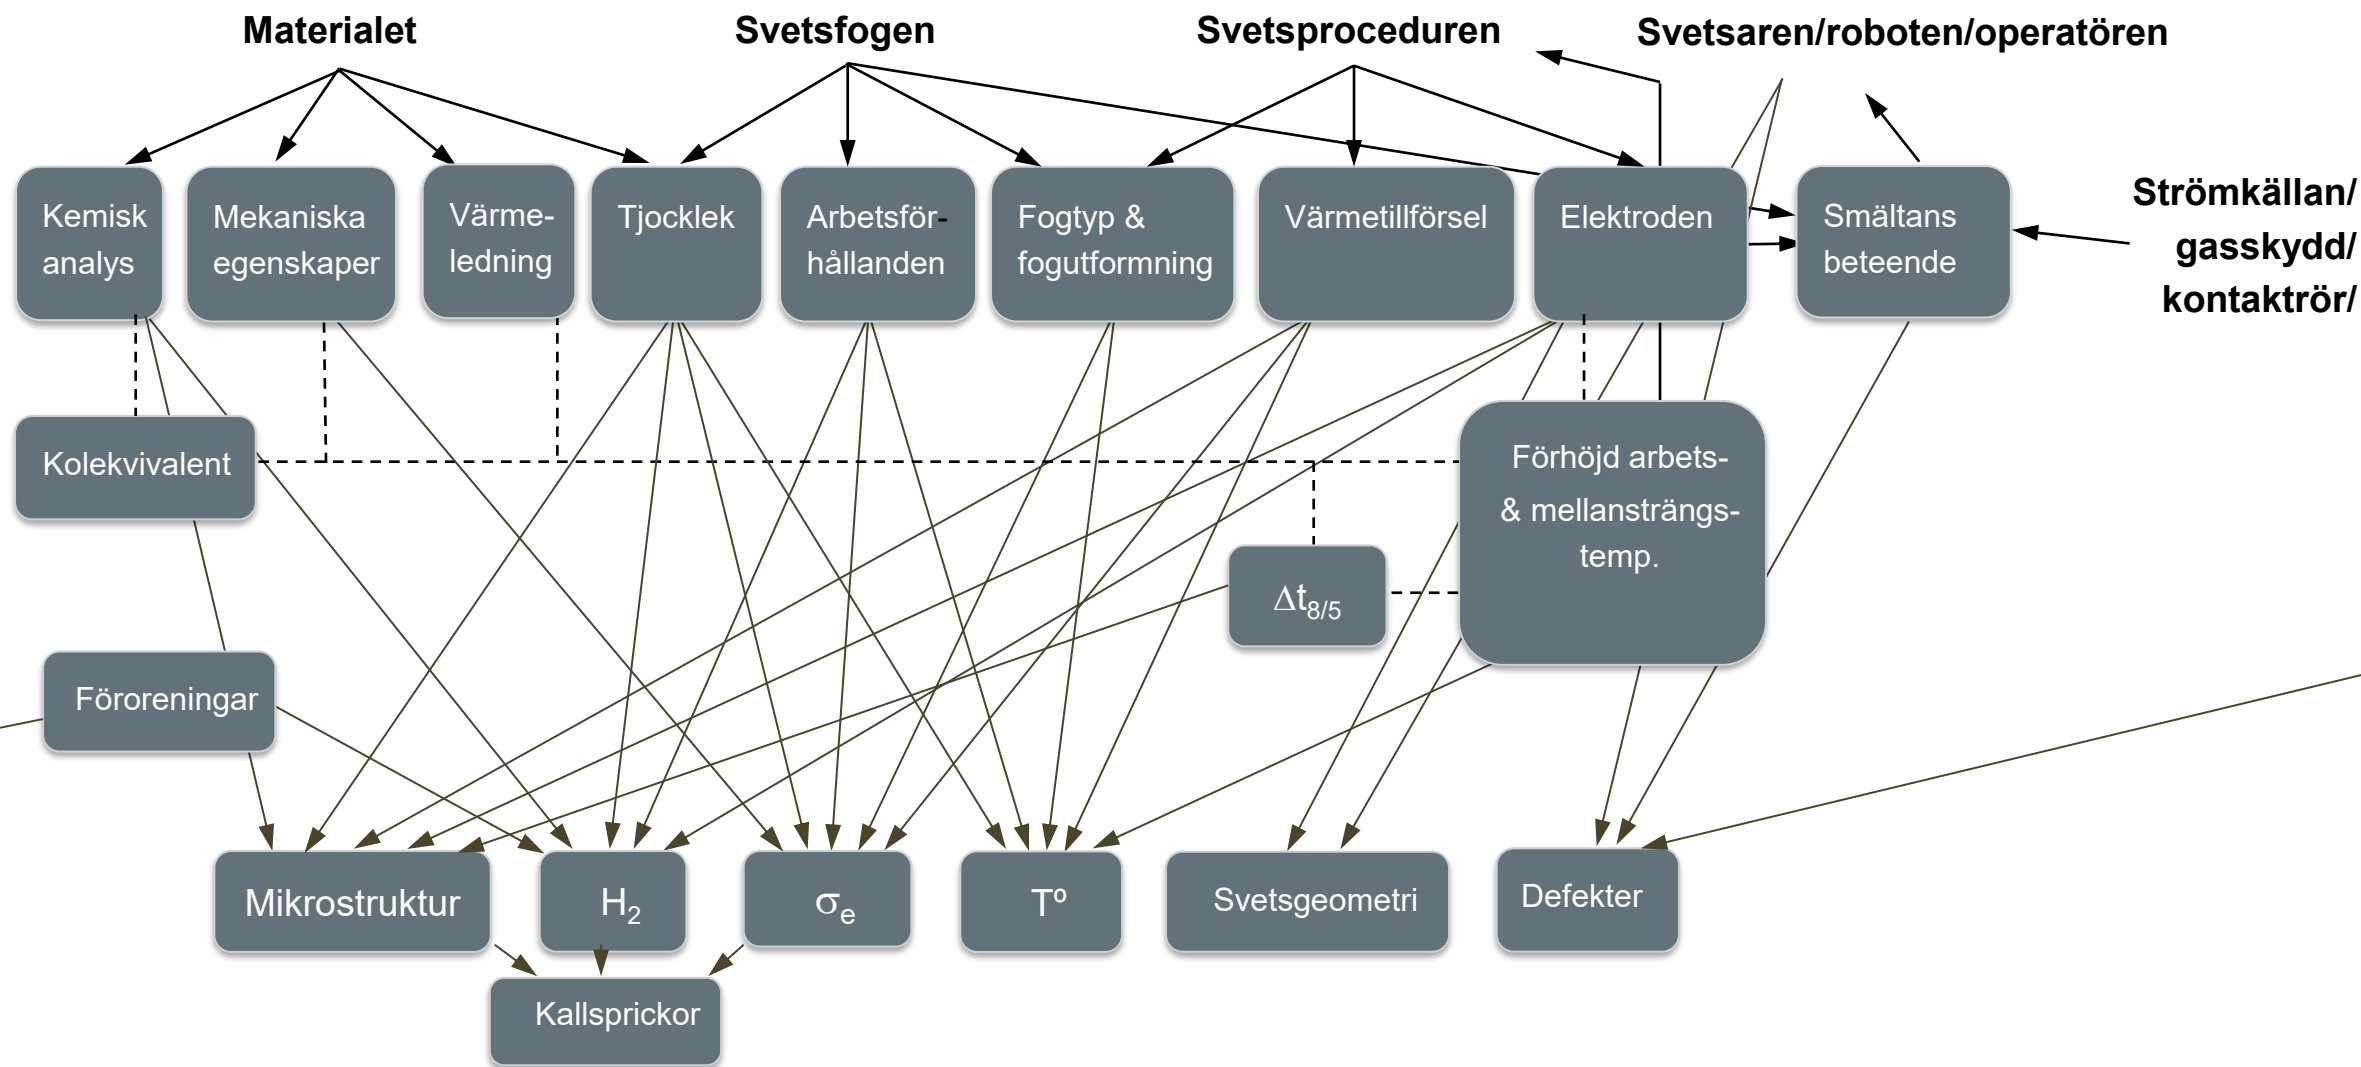 Materialet
Svetsfogen
Svetsproceduren
Svetsaren/roboten/operatören
Strömkällan/
gasskydd/
kontaktrör/
Kemisk
analys
Mekaniska
egenskaper
Värme-
ledning
Tjocklek
Arbetsför-
hållanden
Fogtyp &
fogutformning
Värmetillförsel
Elektroden
Smältans
beteende
Kolekvivalent
Förhöjd arbets-
& mellansträngs-
temp.
Δt8/5
Föroreningar
Mikrostruktur
H2
σe
Tº
Svetsgeometri
Defekter
Kallsprickor